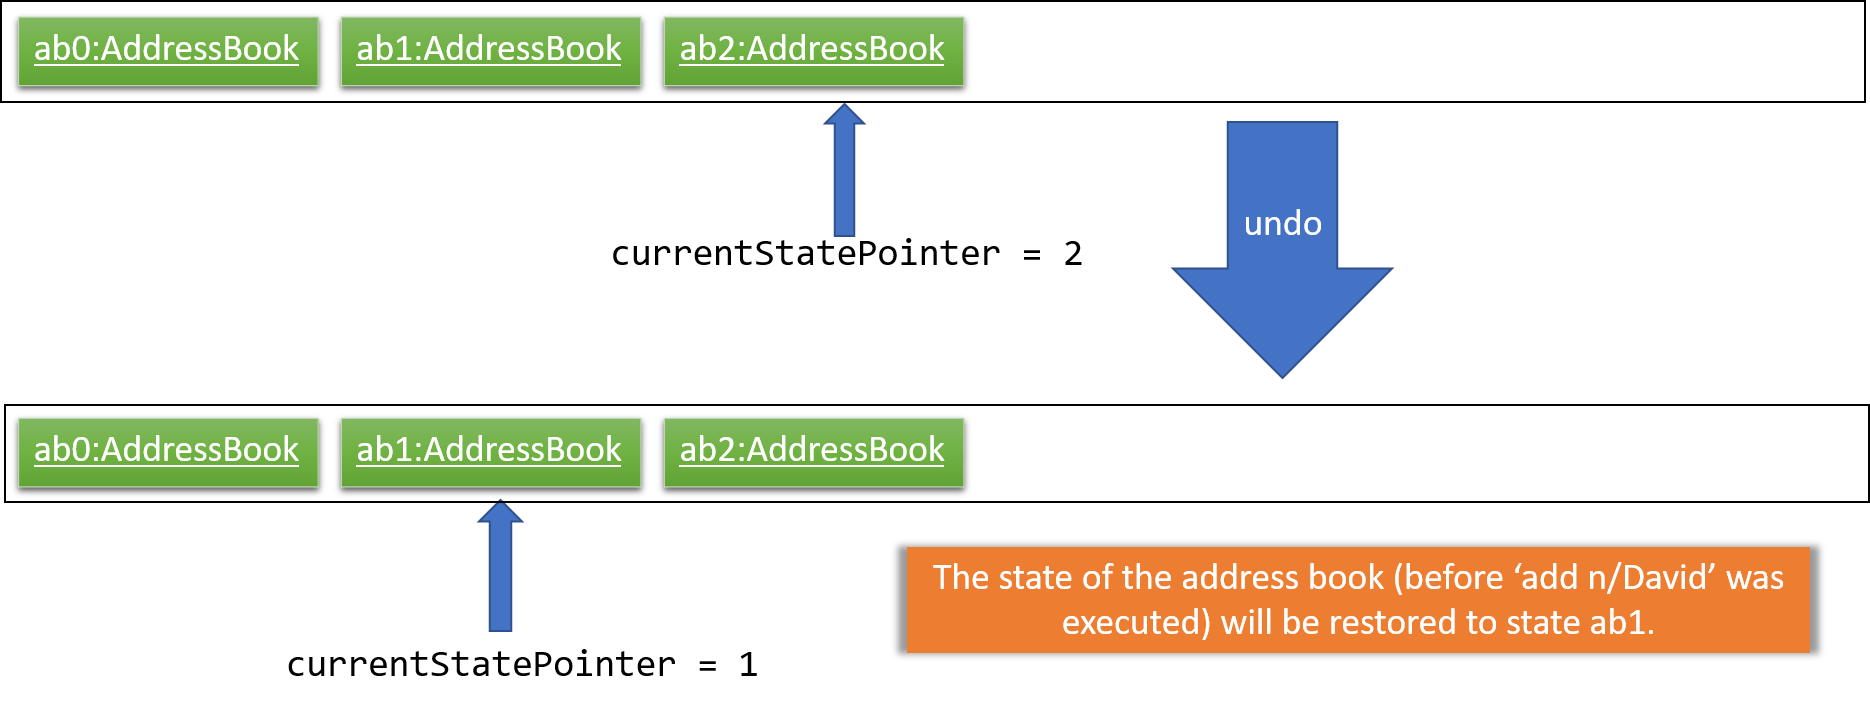 ab0:AddressBook ab1:AddressBook ab2:AddressBook
currentStatePointer = 2
undo
ab0:AddressBook ab1:AddressBook ab2:AddressBook
currentStatePointer = 1
The state of the address book (before ‘add n/David’ was
executed) will be restored to state ab1.